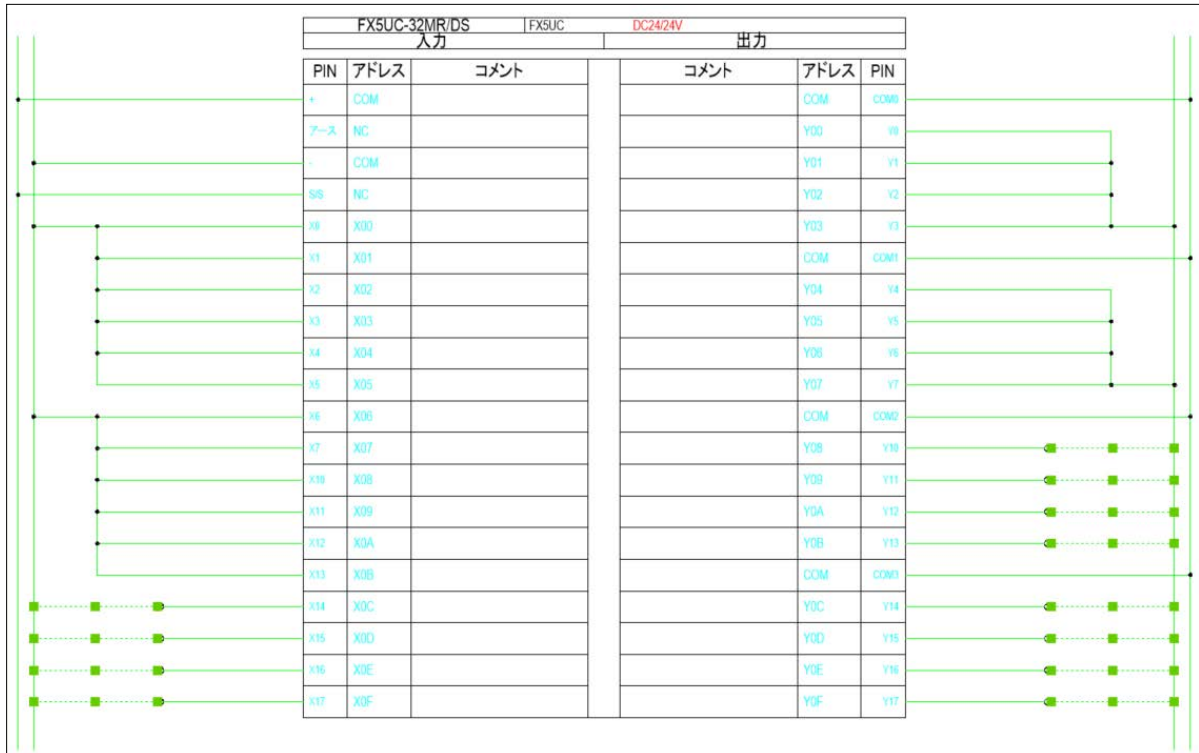 FX5UC-32MR/DS FX5UC DC24/24V
入力 出力
PIN アドレス コメント コメント アドレス PIN
+ COM COM COM0
アース NC Y00 Y0
- COM Y01 Y1
S/S NC Y02 Y2
X0 X00 Y03 Y3
X1 X01 COM COM1
X2 X02 Y04 Y4
X3 X03 Y05 Y5
X4 X04 Y06 Y6
X5 X05 Y07 Y7
X6 X06 COM COM2
X7 X07 Y08 Y10
X10 X08 Y09 Y11
X11 X09 Y0A Y12
X12 X0A Y0B Y13
X13 X0B COM COM3
X14 X0C Y0C Y14
X15 X0D Y0D Y15
X16 X0E Y0E Y16
X17 X0F Y0F Y17